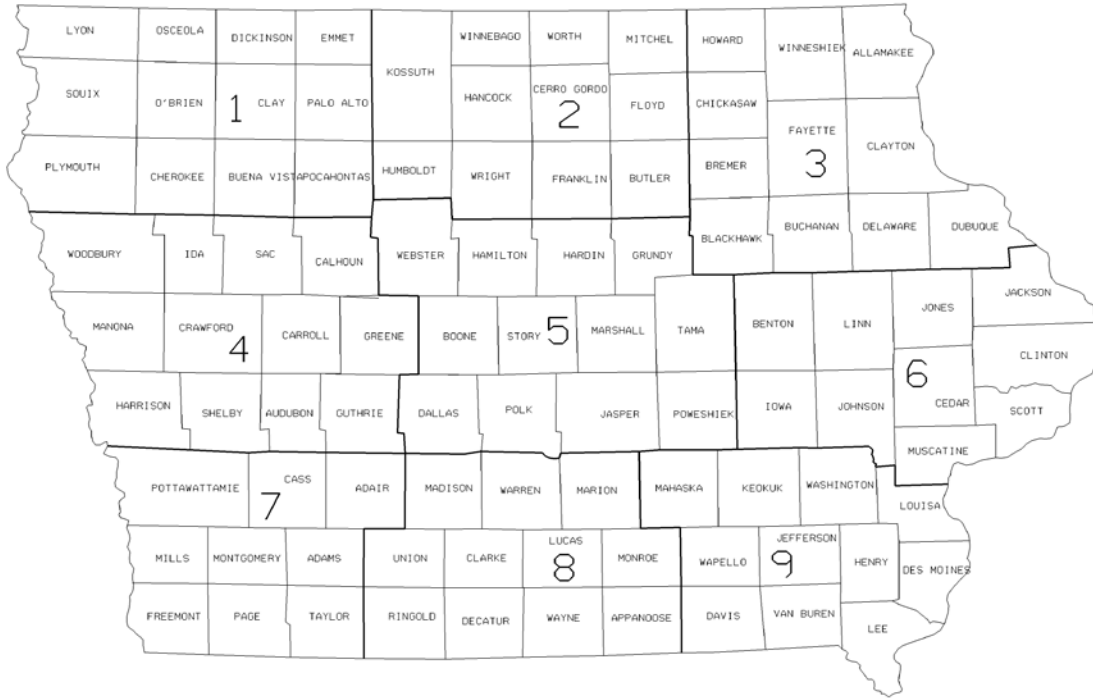 LYON OSCEOLA DICKINSON EMMET WINNEBAGO WORTH MITCHEL HOWARD WINNESHIEK ALLAMAKEE
KOSSUTH
SOUIX O'BRIEN 1 CLAY PALO ALTO HANCOCK CERRO GORDO 2 FLOYD CHICKASAW
FAYETTE 3 CLAYTON
PLYMOUTH CHEROKEE BUENA VISTA POCAHONTAS HUMBOLDT WRIGHT FRANKLIN BUTLER BREMER
BLACKHAWK BUCHANAN DELAWARE DUBUQUE
WOODBURY IDA SAC CALHOUN WEBSTER HAMILTON HARDIN GRUNDY
JONES JACKSON
MANONA CRAWFORD 4 CARROLL GREENE BOONE STORY 5 MARSHALL TAMA BENTON LINN
6 CEDAR CLINTON
HARRISON SHELBY AUDUBON GUTHRIE DALLAS POLK JASPER POWESHIEK IOWA JOHNSON SCOTT
MUSCATINE
POTTAWATTAMIE 7 CASS ADAIR MADISON WARREN MARION MAHASKA KEOKUK WASHINGTON
LOUISA
MILLS MONTGOMERY ADAMS UNION CLARKE LUCAS 8 MONROE WAPELLO JEFFERSON 9 HENRY DES MOINES
FREEMONT PAGE TAYLOR RINGOLD DECATUR WAYNE APPANOOSE DAVIS VAN BUREN LEE